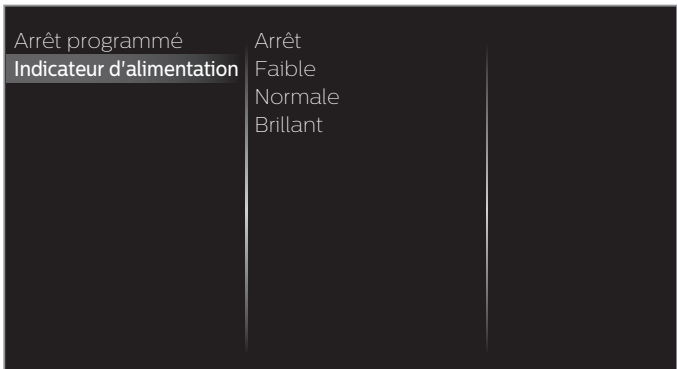 Arrêt programmé
Indicateur d'alimentation
Arrêt
Faible
Normale
Brillant